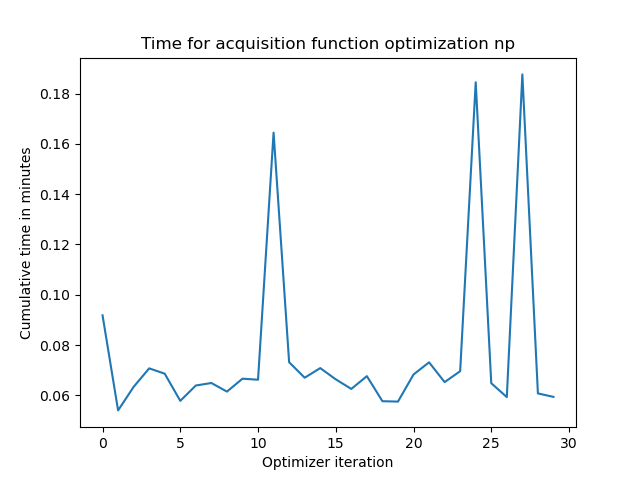 Time for acquisition function optimization np
Cumulative time in minutes
0.18
0.16
0.14
0.12
0.10
0.08
0.06
0 5 10 15 20 25 30
Optimizer iteration